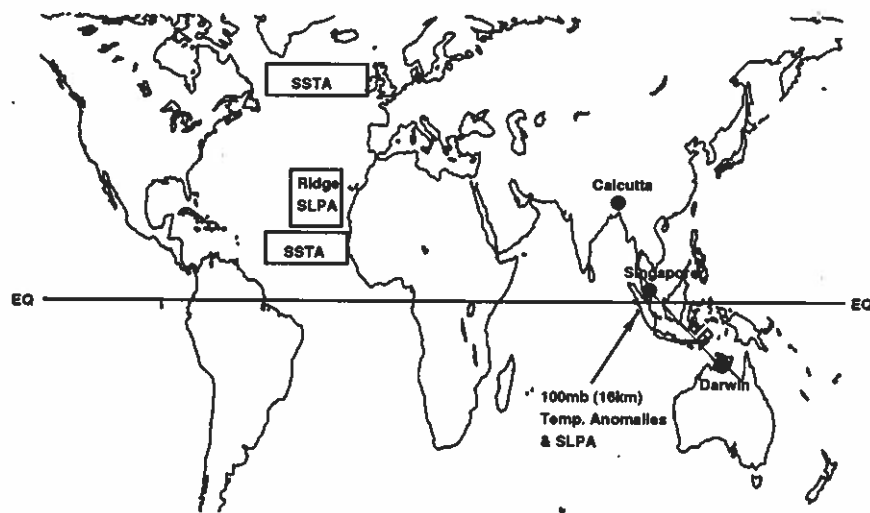 SSTA
Ridge
SLPA
SSTA
Calcutta
Singapore
EQ
EQ
Darwin
100mb (16km)
Temp. Anomalies
& SLPA